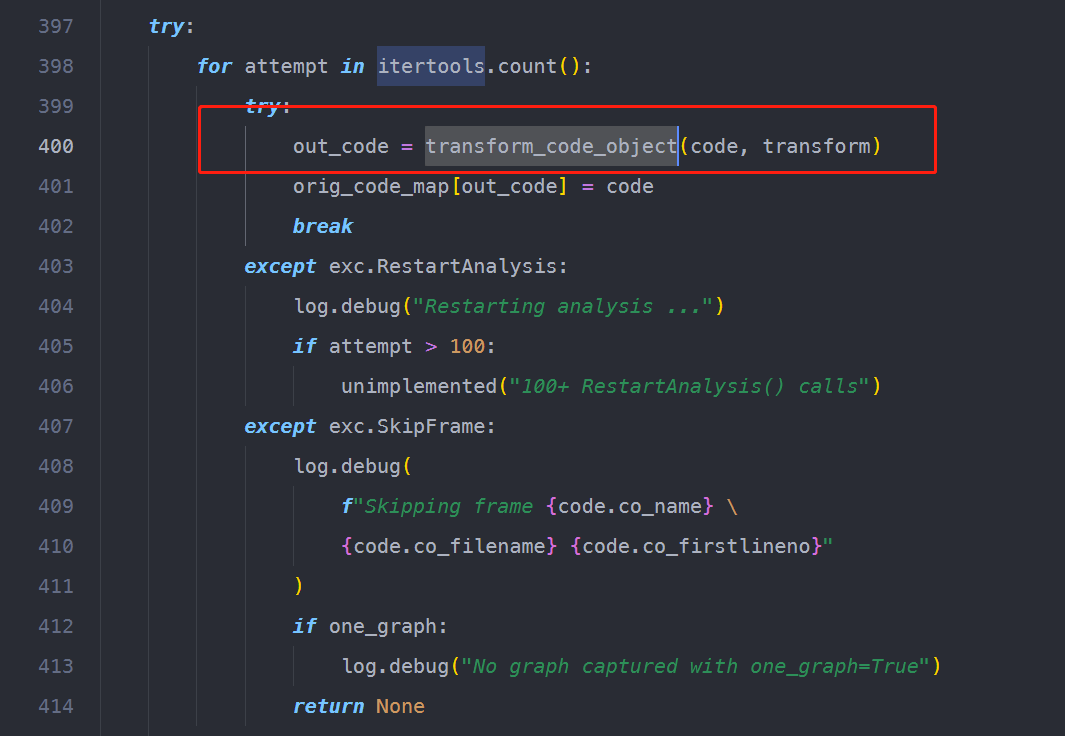 397 try:
398 for attempt in itertools.count():
399 try:
400 out_code = transform_code_object(code, transform)
401 orig_code_map[out_code] = code
402 break
403 except exc.RestartAnalysis:
404 log.debug("Restarting analysis ...")
405 if attempt > 100:
406 unimplemented("100+ RestartAnalysis() calls")
407 except exc.SkipFrame:
408 log.debug(
409 f"Skipping frame {code.co_name} \
410 {code.co_filename} {code.co_firstlineno}"
411 )
412 if one_graph:
413 log.debug("No graph captured with one_graph=True")
414 return None